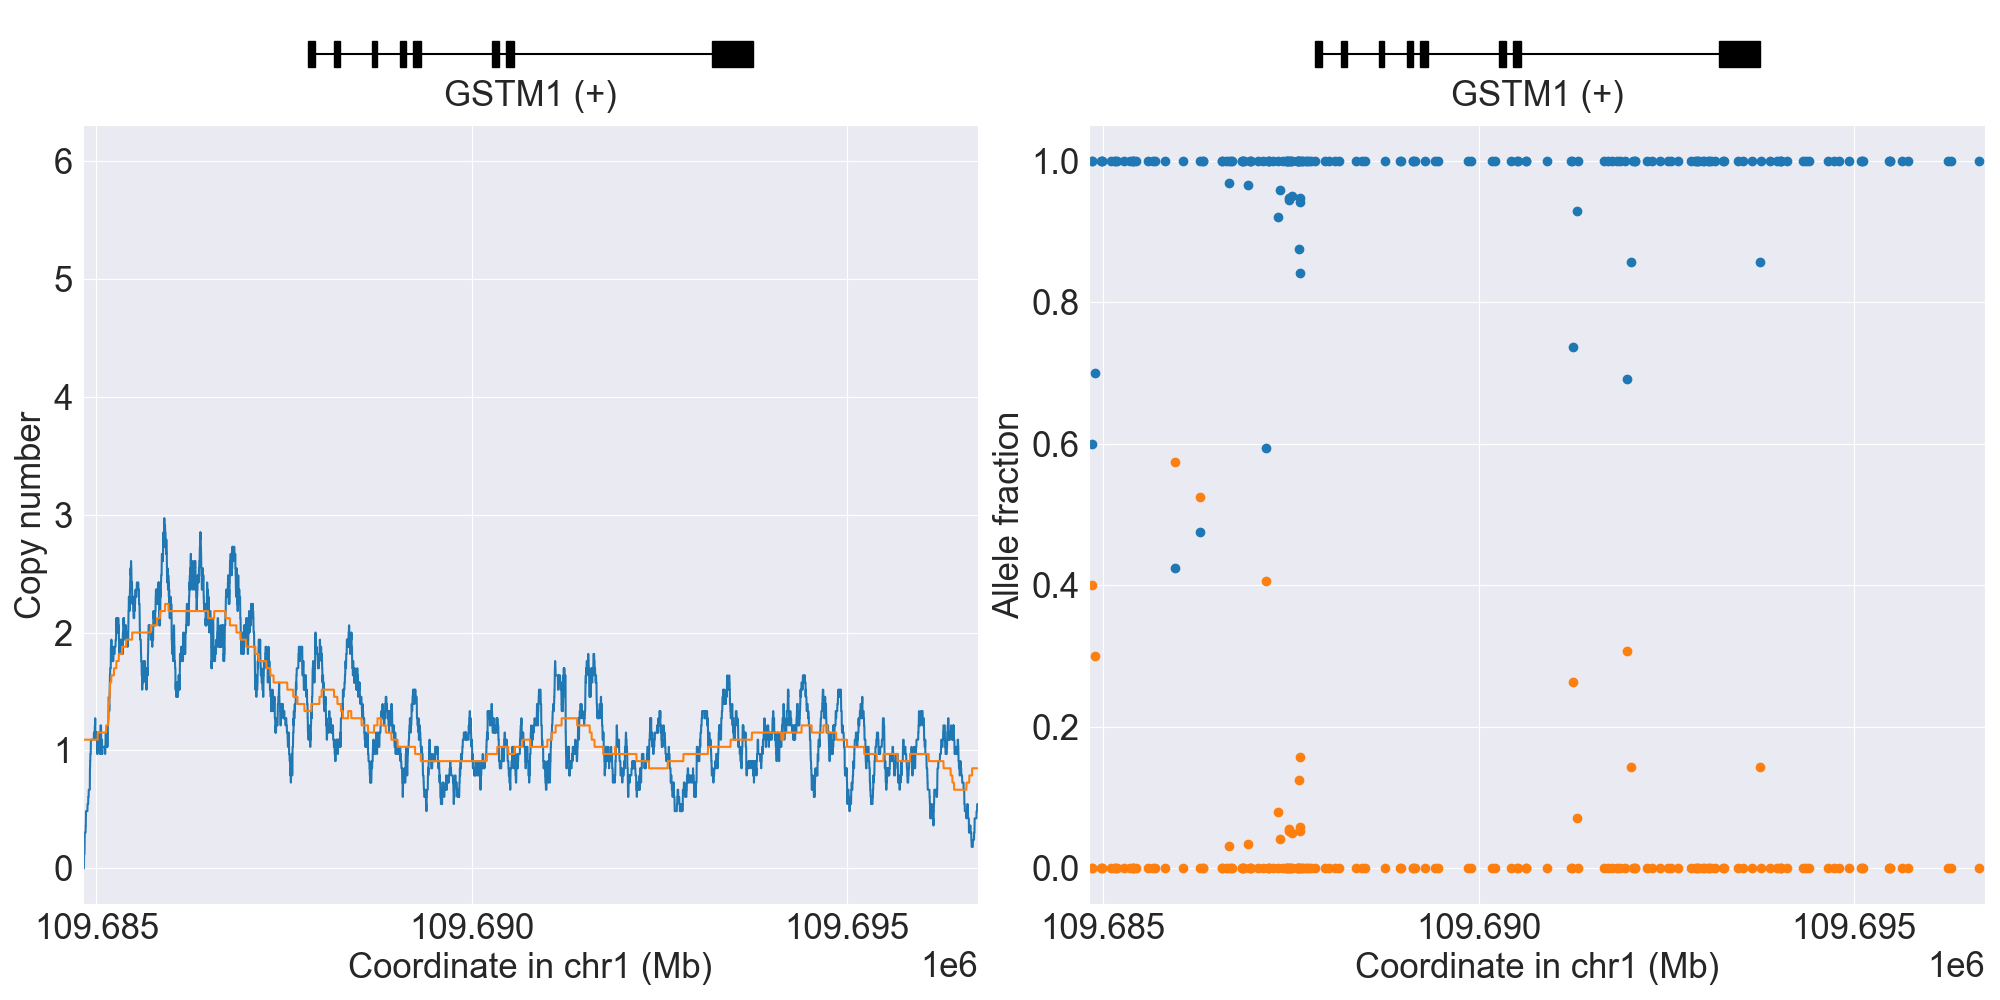 GSTM1 (+)
GSTM1 (+)
6
5
4
3
2
1
0
Copy number
109.685
109.690
109.695
Coordinate in chr1 (Mb)
1e6
1.0
0.8
0.6
0.4
0.2
0.0
Allele fraction
109.685
109.690
109.695
Coordinate in chr1 (Mb)
1e6